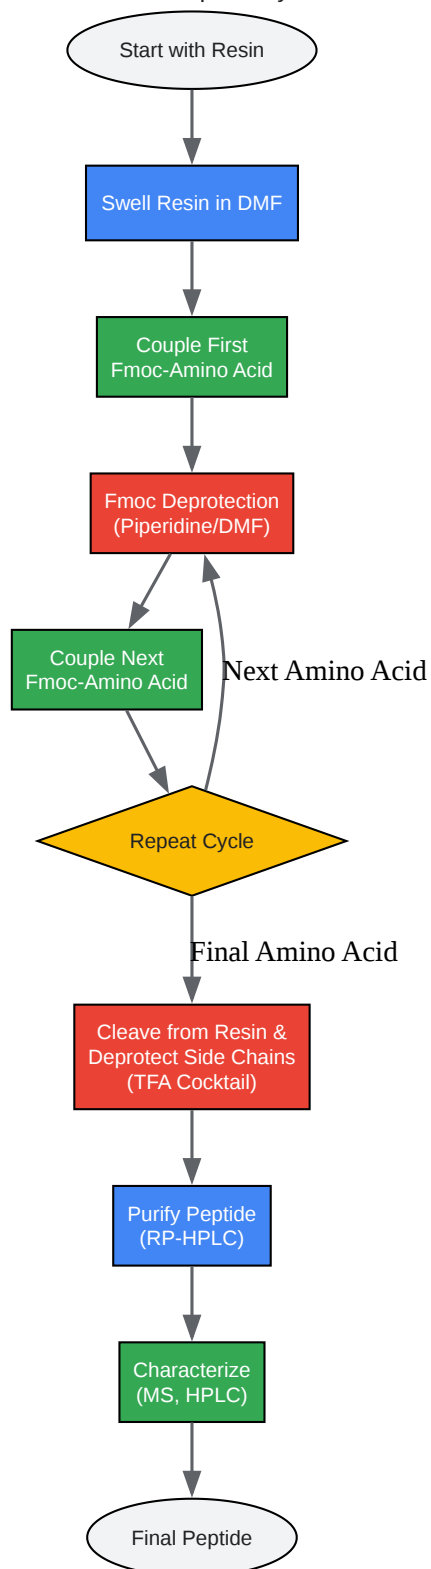 Start with Resin
Swell Resin in DMF
Couple First
Fmoc-Amino Acid
Fmoc Deprotection
(Piperidine/DMF)
Couple Next
Fmoc-Amino Acid
Next Amino Acid
Repeat Cycle
Final Amino Acid
Cleave from Resin &
Deprotect Side Chains
(TFA Cocktail)
Purify Peptide
(RP-HPLC)
Characterize
(MS, HPLC)
Final Peptide